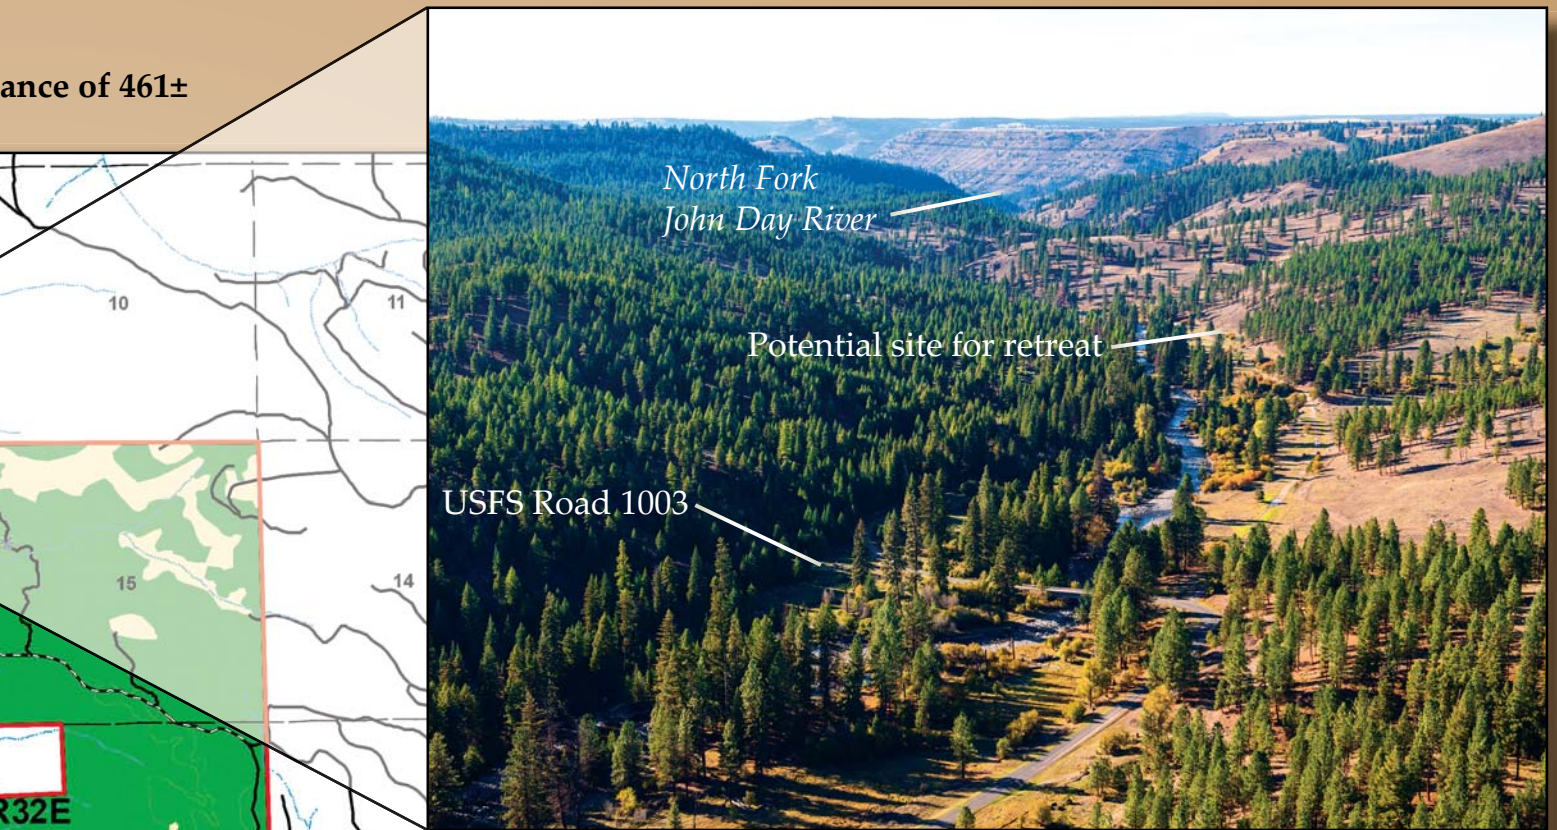 ance of 461±
10
11
15
14
R32E
North Fork
John Day River
Potential site for retreat
USFS Road 1003